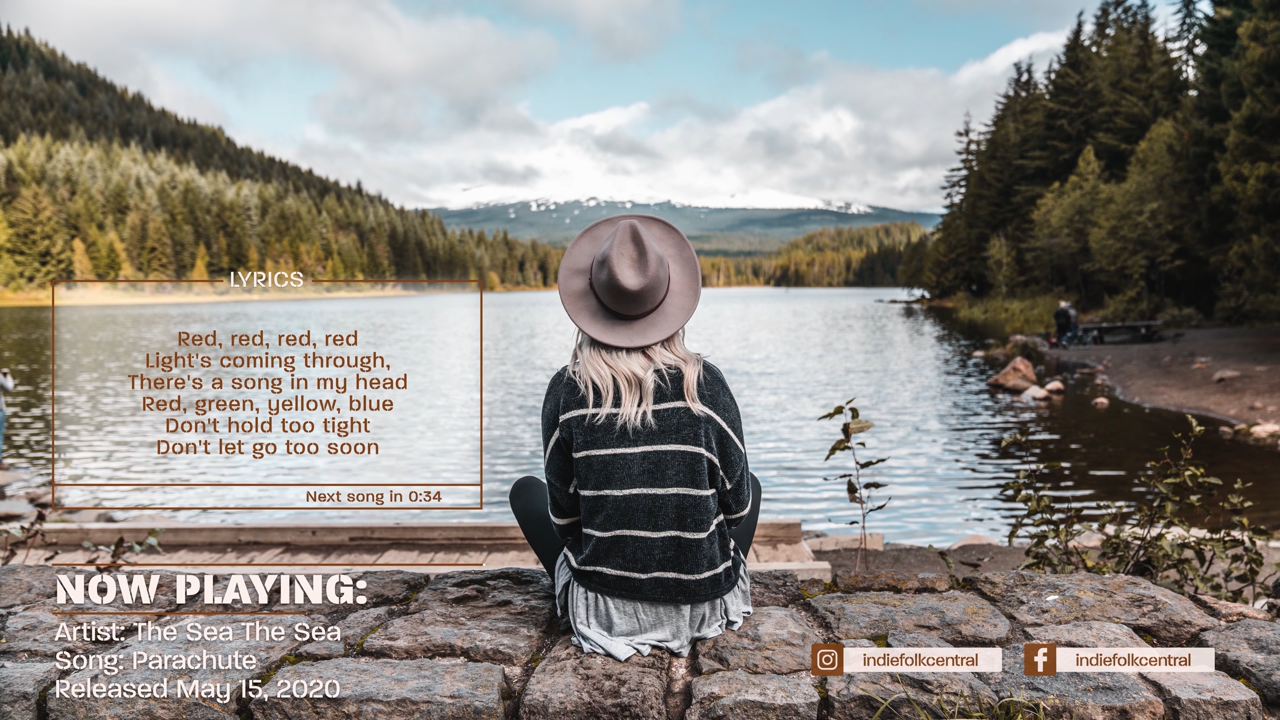 LYRICS
Red, red, red, red
Light's coming through,
There's a song in my head
Red, green, yellow, blue
Don't hold too tight
Don't let go too soon
Next song in 0:34
NOW PLAYING:
Artist: The Sea The Sea
Song: Parachute
Released May 15, 2020
indiefolkcentral
indiefolkcentral